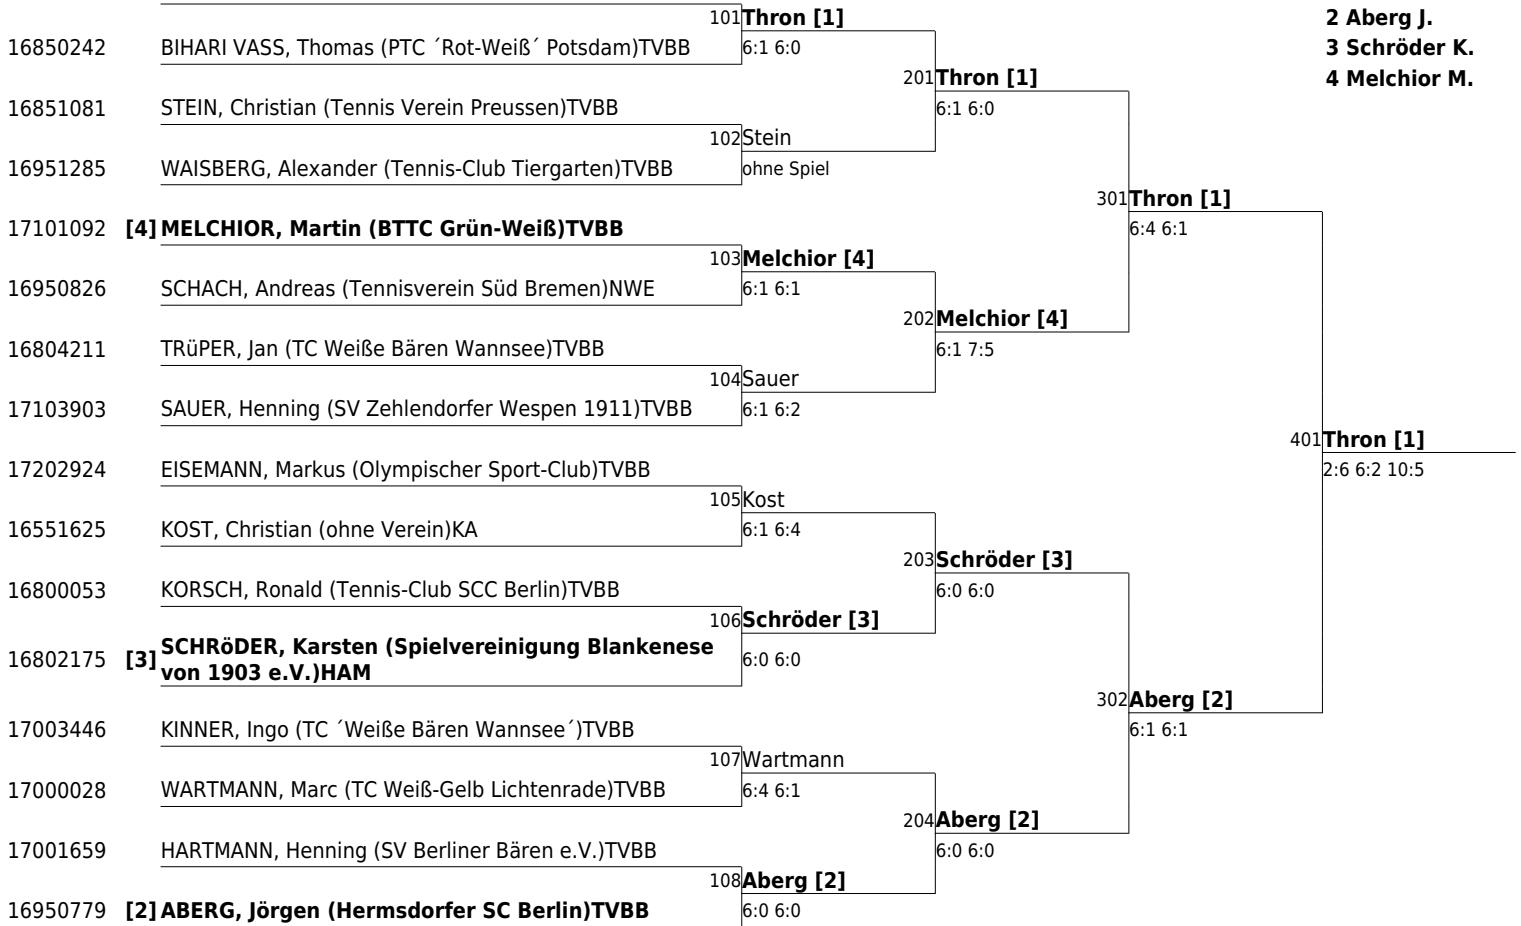 101 Thron [1]
2 Aberg J.
16850242 BIHARI VASS, Thomas (PTC ´Rot-Weiß´ Potsdam)TVBB 6:1 6:0
3 Schröder K.
201 Thron [1]
4 Melchior M.
16851081 STEIN, Christian (Tennis Verein Preussen)TVBB 6:1 6:0
102 Stein
16951285 WAISBERG, Alexander (Tennis-Club Tiergarten)TVBB ohne Spiel
301 Thron [1]
17101092 [4] MELCHIOR, Martin (BTTC Grün-Weiß)TVBB 6:4 6:1
103 Melchior [4]
16950826 SCHACH, Andreas (Tennisverein Süd Bremen)NWE 6:1 6:1
202 Melchior [4]
16804211 TRüPER, Jan (TC Weiße Bären Wannsee)TVBB 6:1 7:5
104 Sauer
17103903 SAUER, Henning (SV Zehlendorfer Wespen 1911)TVBB 6:1 6:2
401 Thron [1]
17202924 EISEMANN, Markus (Olympischer Sport-Club)TVBB 2:6 6:2 10:5
105 Kost
16551625 KOST, Christian (ohne Verein)KA 6:1 6:4
203 Schröder [3]
16800053 KORSCH, Ronald (Tennis-Club SCC Berlin)TVBB 6:0 6:0
106 Schröder [3]
16802175 [3] SCHRöDER, Karsten (Spielvereinigung Blankenese
von 1903 e.V.)HAM 6:0 6:0
302 Aberg [2]
17003446 KINNER, Ingo (TC ´Weiße Bären Wannsee´)TVBB 6:1 6:1
107 Wartmann
17000028 WARTMANN, Marc (TC Weiß-Gelb Lichtenrade)TVBB 6:4 6:1
204 Aberg [2]
17001659 HARTMANN, Henning (SV Berliner Bären e.V.)TVBB 6:0 6:0
108 Aberg [2]
16950779 [2] ABERG, Jörgen (Hermsdorfer SC Berlin)TVBB 6:0 6:0